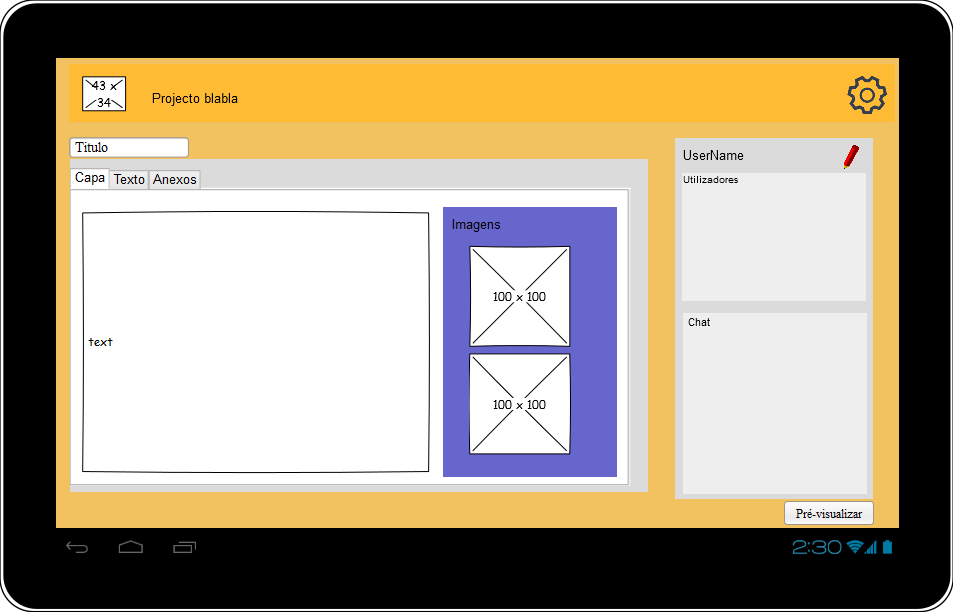 43 x
34
Projecto blabla
Titulo
Capa Texto Anexos
text
Imagens
100 x 100
100 x 100
UserName
Utilizadores
Chat
Pré-visualizar
2:30